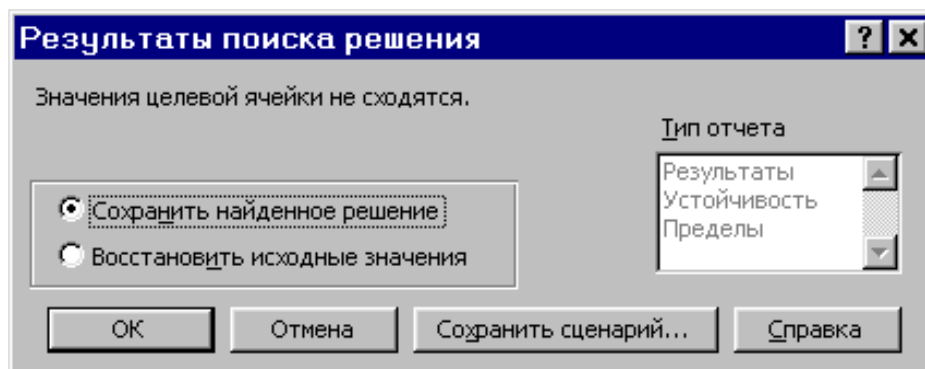 Результаты поиска решения
? ×
Значения целевой ячейки не сходятся.
Тип отчета
Результаты
Устойчивость
Пределы
Сохранить найденное решение
Восстановить исходные значения
ОК
Отмена
Сохранить сценарий...
Справка